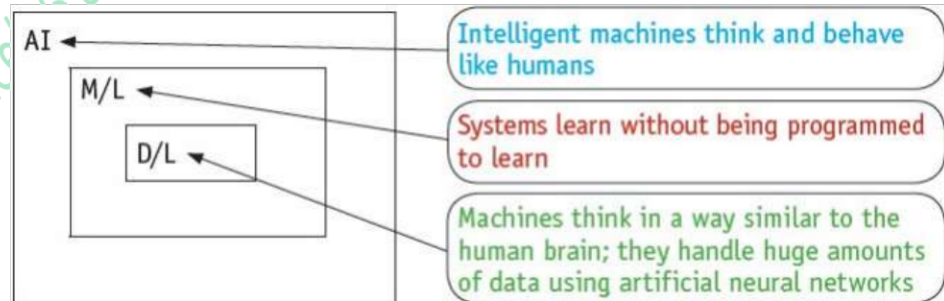 AI
Intelligent machines think and behave
like humans
M/L
Systems learn without being programmed
to learn
D/L
Machines think in a way similar to the
human brain; they handle huge amounts
of data using artificial neural networks